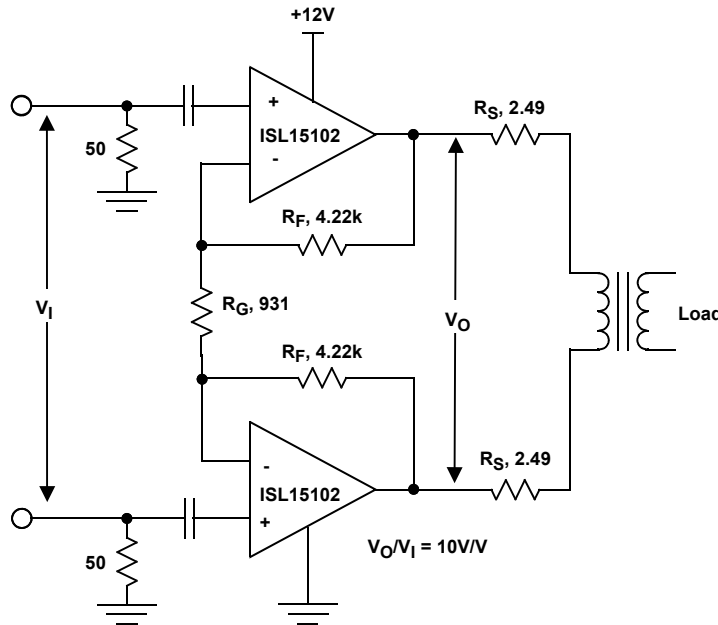 +12V
+
ISL15102
-
50
RS, 2.49
RF, 4.22k
VI
RG, 931
VO
Load
RF, 4.22k
-
ISL15102
+
RS, 2.49
50
VO/VI = 10V/V